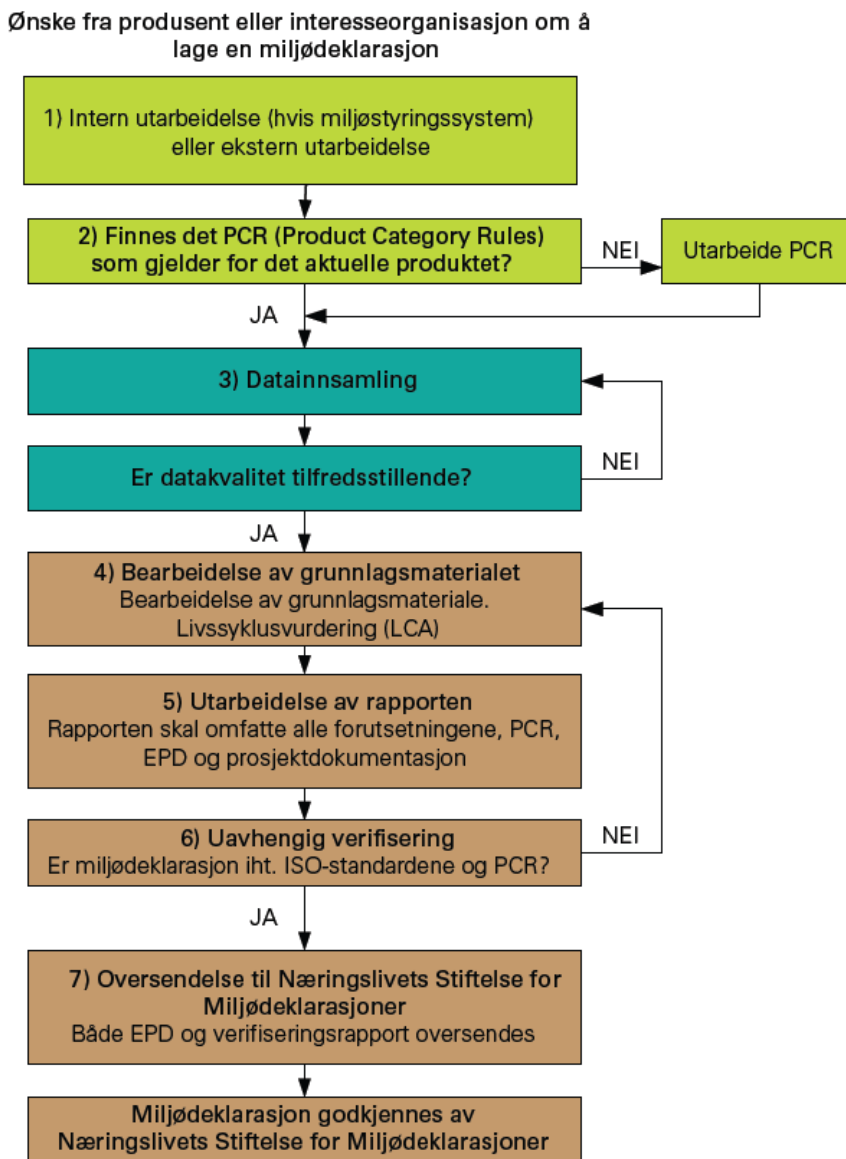 Ønske fra produsent eller interesseorganisasjon om å
lage en miljødeklarasjon
1) Intern utarbeidelse (hvis miljøstyringssystem)
eller ekstern utarbeidelse
2) Finnes det PCR (Product Category Rules)
som gjelder for det aktuelle produktet?
NEI
Utarbeide PCR
JA
3) Datainnsamling
Er datakvalitet tilfredsstillende?
NEI
JA
4) Bearbeidelse av grunnlagsmaterialet
Bearbeidelse av grunnlagsmateriale.
Livssyklusvurdering (LCA)
5) Utarbeidelse av rapporten
Rapporten skal omfatte alle forutsetningene, PCR,
EPD og prosjektdokumentasjon
6) Uavhengig verifisering
Er miljødeklarasjon iht. ISO-standardene og PCR?
NEI
JA
7) Oversendelse til Næringslivets Stiftelse for
Miljødeklarasjoner
Både EPD og verifiseringsrapport oversendes
Miljødeklarasjon godkjennes av
Næringslivets Stiftelse for Miljødeklarasjoner